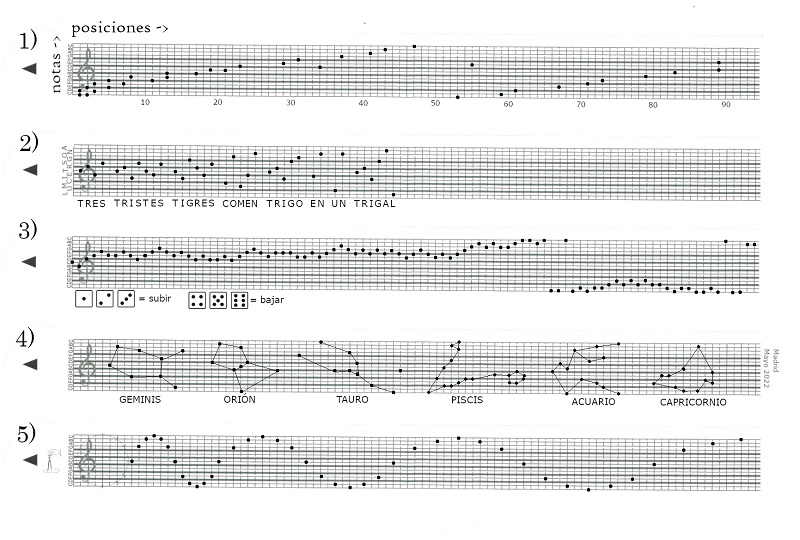 posiciones ->
1)
notas ->
CDEFGABCDEFGABC
10 20 30 40 50 60 70 80 90
2)
TRES TRISTES TIGRES COMEN TRIGO EN UN TRIGAL
3)
= subir
= bajar
4)
GEMINIS ORION TAURO PISCIS ACUARIO CAPRICORNIO
Madrid
Mayo 2022
5)